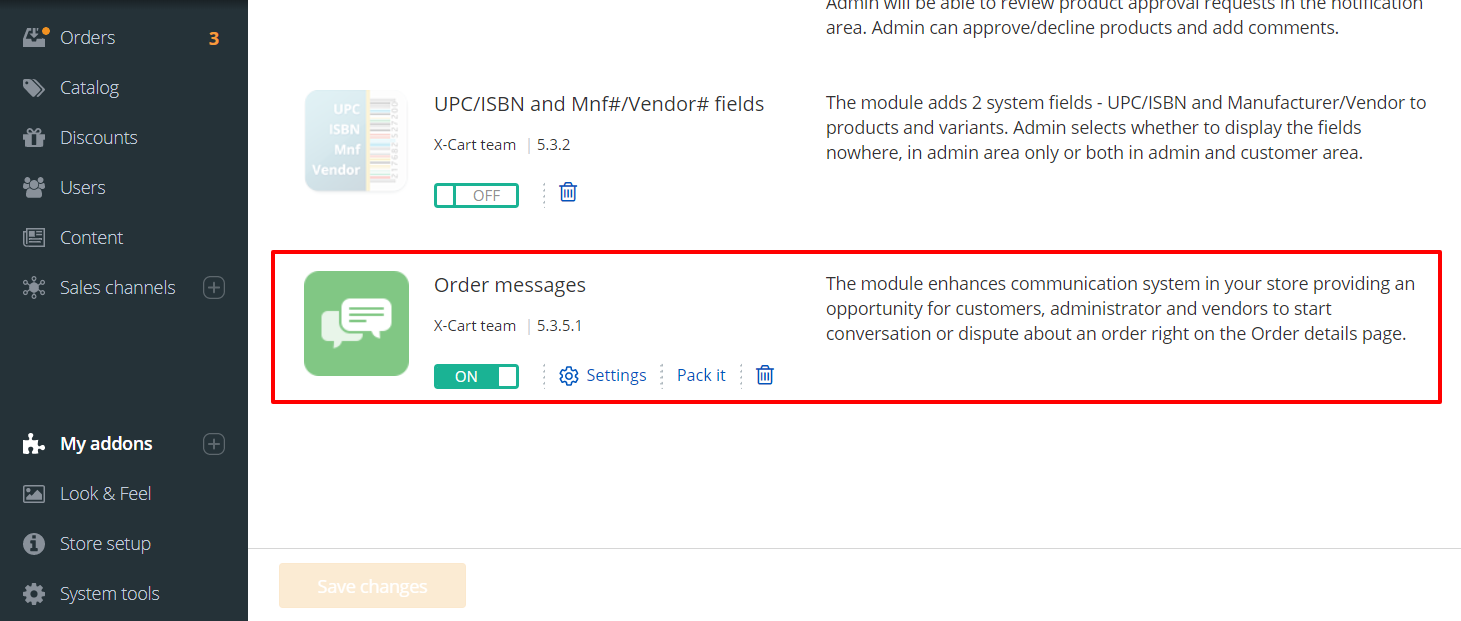 Orders
3
Catalog
Discounts
Users
Content
Sales channels
My addons
Look & Feel
Store setup
System tools
Admin will be able to review product approval requests in the notification
area. Admin can approve/decline products and add comments.
UPC
ISBN
Mnf
Vendor
UPC/ISBN and Mnf#/Vendor# fields
X-Cart team | 5.3.2
OFF
The module adds 2 system fields - UPC/ISBN and Manufacturer/Vendor to
products and variants. Admin selects whether to display the fields
nowhere, in admin area only or both in admin and customer area.
Order messages
X-Cart team | 5.3.5.1
ON
Settings
Pack it
The module enhances communication system in your store providing an
opportunity for customers, administrator and vendors to start
conversation or dispute about an order right on the Order details page.
Save changes